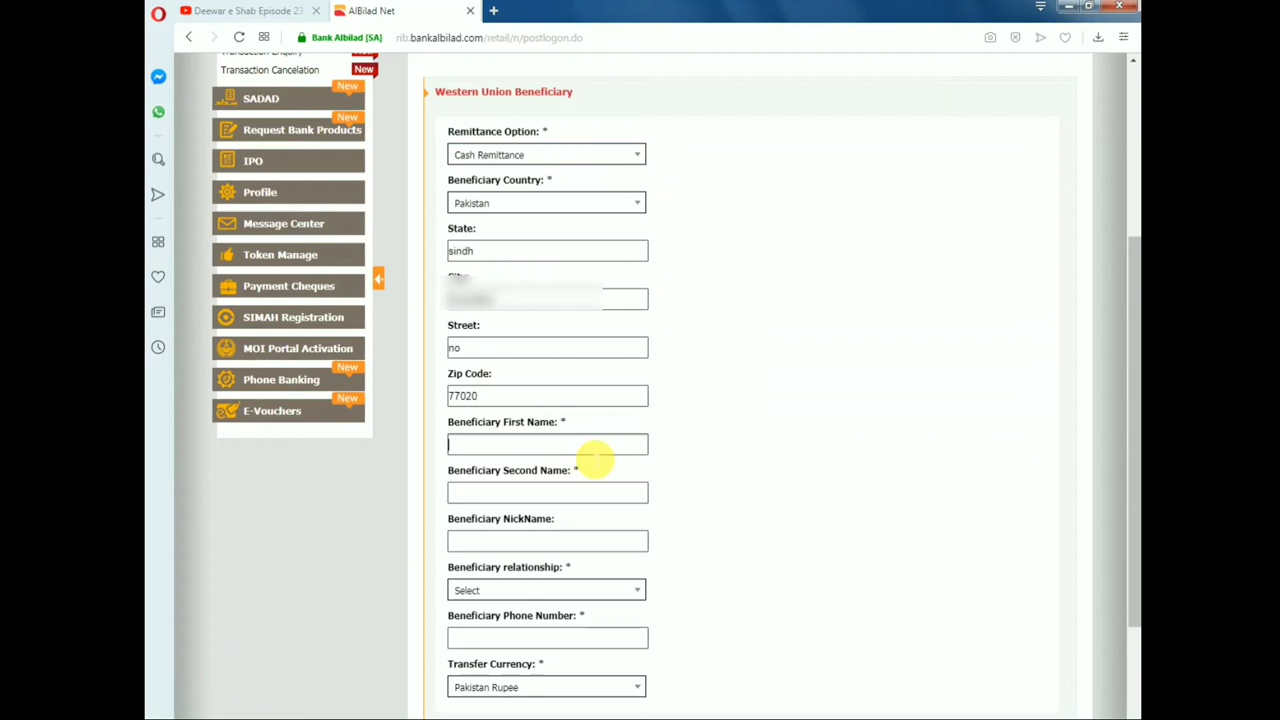 Deewar e Shab Episode 23
AlBilad Net
Bank Albilad [SA]
rib.bankalbilad.com/retail/n/postlogon.do
Transaction Enquiry
Transaction Cancelation
New
SADAD
New
Request Bank Products
New
IPO
Profile
Message Center
Token Manage
Payment Cheques
SIMAH Registration
MOI Portal Activation
Phone Banking
New
E-Vouchers
New
Western Union Beneficiary
Remittance Option: *
Cash Remittance
Beneficiary Country: *
Pakistan
State:
sindh
City:
Street:
no
Zip Code:
77020
Beneficiary First Name: *
Beneficiary Second Name: *
Beneficiary NickName:
Beneficiary relationship: *
Select
Beneficiary Phone Number: *
Transfer Currency: *
Pakistan Rupee